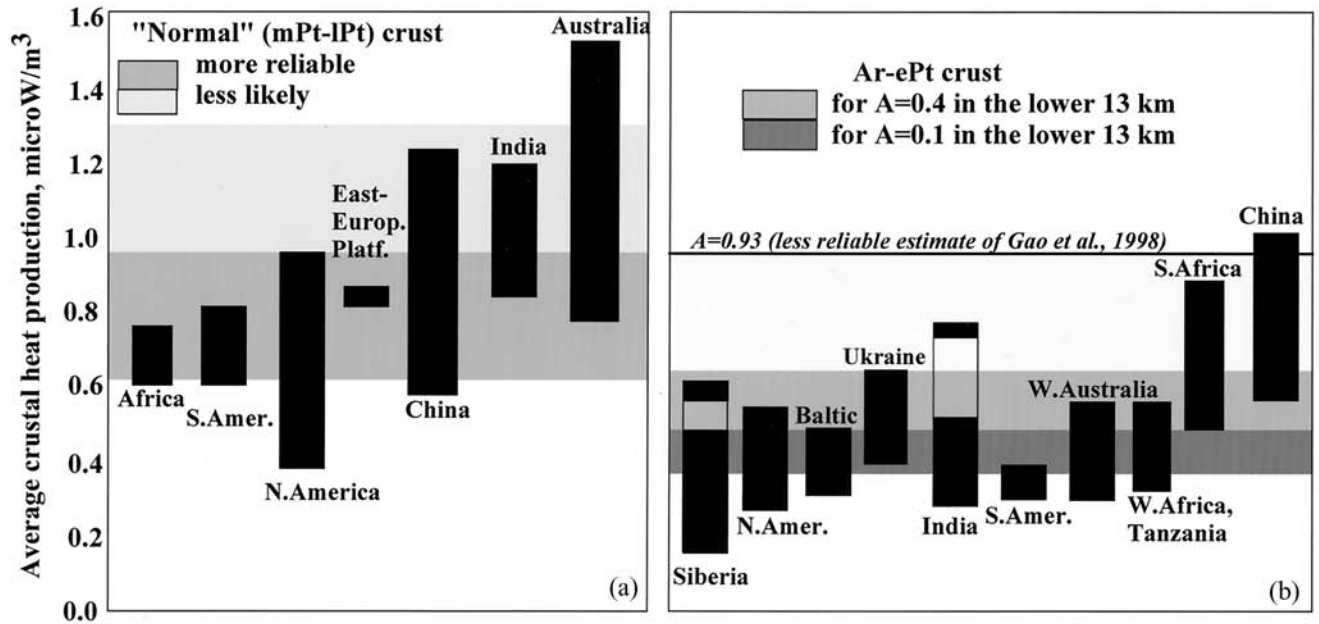 Average crustal heat production, microW/m³
1.6
1.4
1.2
1.0
0.8
0.6
0.4
0.2
0.0
"Normal" (mPt-lPt) crust
more reliable
less likely
Australia
India
East-
Europ.
Platf.
Africa
S.Amer.
China
N.America
(a)
Ar-ePt crust
for A=0.4 in the lower 13 km
for A=0.1 in the lower 13 km
China
A=0.93 (less reliable estimate of Gao et al., 1998)
S.Africa
Ukraine
W.Australia
Baltic
N.Amer.
India
S.Amer.
W.Africa,
Tanzania
Siberia
(b)